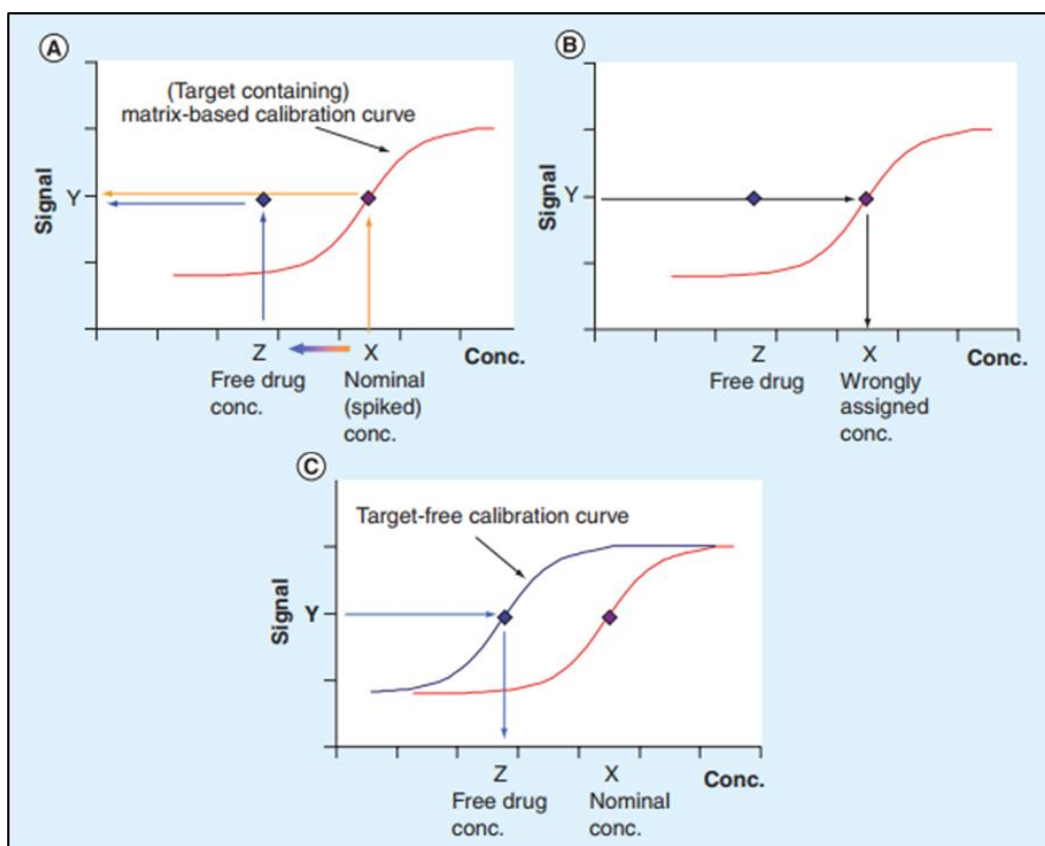 A
(Target containing)
matrix-based calibration curve
Signal
Y
Z
X
Conc.
Free drug
conc.
Nominal
(spiked)
conc.
B
Signal
Y
Z
X
Conc.
Free drug
Wrongly
assigned
conc.
C
Target-free calibration curve
Signal
Y
Z
X
Conc.
Free drug
conc.
Nominal
conc.